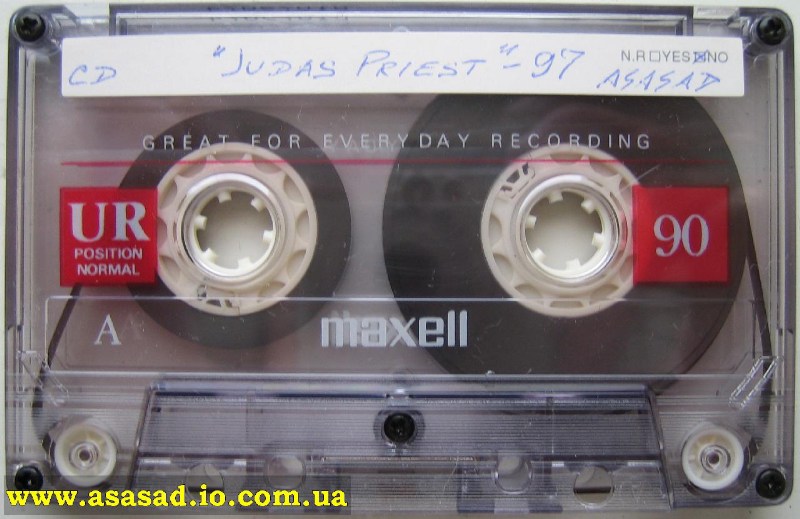 CD "JUDAS PRIEST" - 97 N.R □YES☒NO
ASASAD
GREAT FOR EVERYDAY RECORDING
UR
POSITION
NORMAL
90
A maxell
www.asasad.io.com.ua